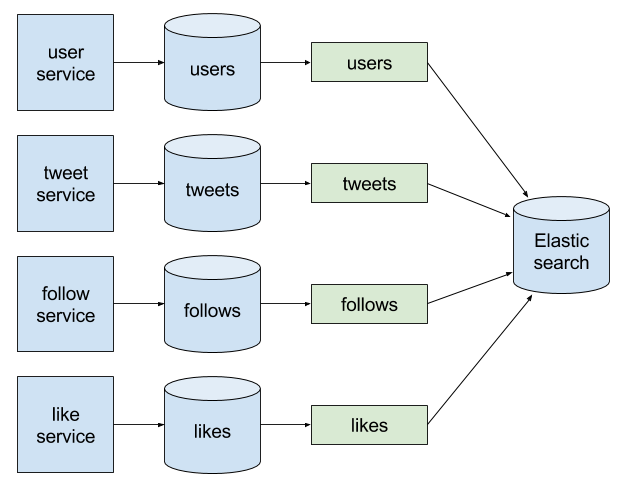 user
service
users
users
tweet
service
tweets
tweets
Elastic
search
follow
service
follows
follows
like
service
likes
likes